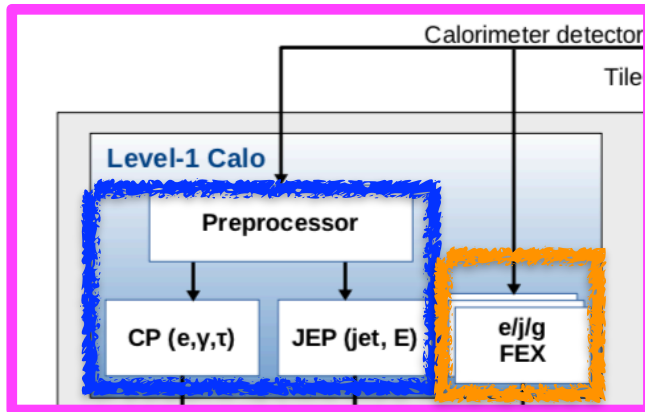 Calorimeter detector
Tile
Level-1 Calo
Preprocessor
CP (e,γ,τ)
JEP (jet, E)
e/j/g
FEX